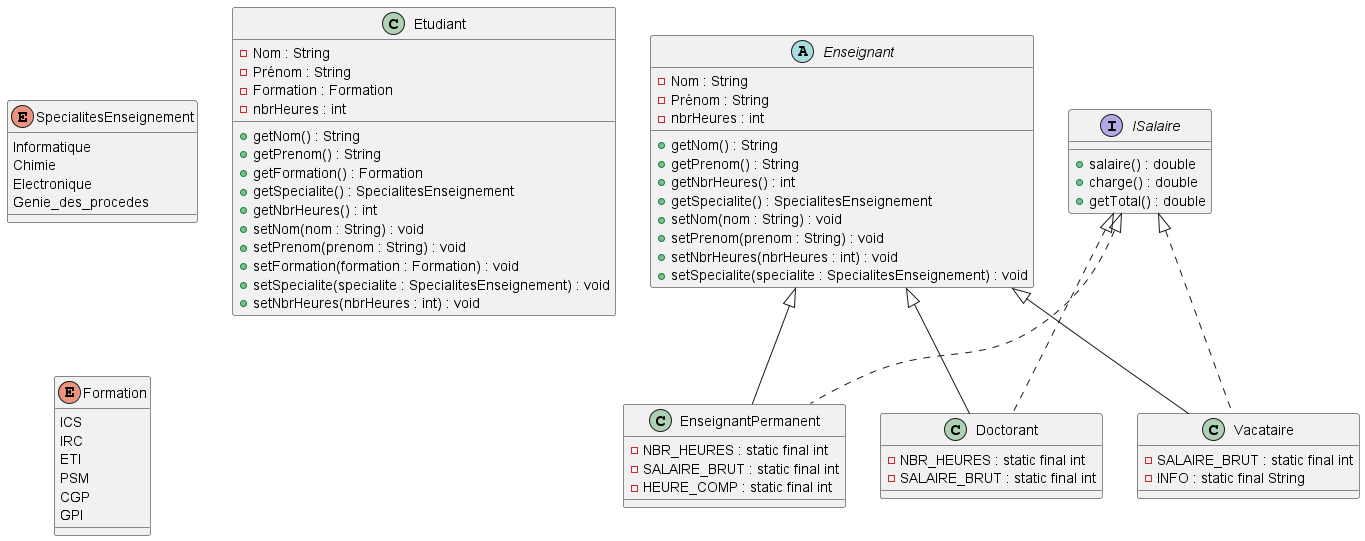 E SpecialitesEnseignement
Informatique
Chimie
Electronique
Genie_des_procedes
C Etudiant
Nom : String
Prénom : String
Formation : Formation
nbrHeures : int
getNom() : String
getPrenom() : String
getFormation() : Formation
getSpecialite() : SpecialitesEnseignement
getNbrHeures() : int
setNom(nom : String) : void
setPrenom(prenom : String) : void
setFormation(formation : Formation) : void
setSpecialite(specialite : SpecialitesEnseignement) : void
setNbrHeures(nbrHeures : int) : void
A Enseignant
Nom : String
Prénom : String
nbrHeures : int
getNom() : String
getPrenom() : String
getNbrHeures() : int
getSpecialite() : SpecialitesEnseignement
setNom(nom : String) : void
setPrenom(prenom : String) : void
setNbrHeures(nbrHeures : int) : void
setSpecialite(specialite : SpecialitesEnseignement) : void
I ISalaire
salaire() : double
charge() : double
getTotal() : double
E Formation
ICS
IRC
ETI
PSM
CGP
GPI
C EnseignantPermanent
NBR_HEURES : static final int
SALAIRE_BRUT : static final int
HEURE_COMP : static final int
C Doctorant
NBR_HEURES : static final int
SALAIRE_BRUT : static final int
C Vacataire
SALAIRE_BRUT : static final int
INFO : static final String